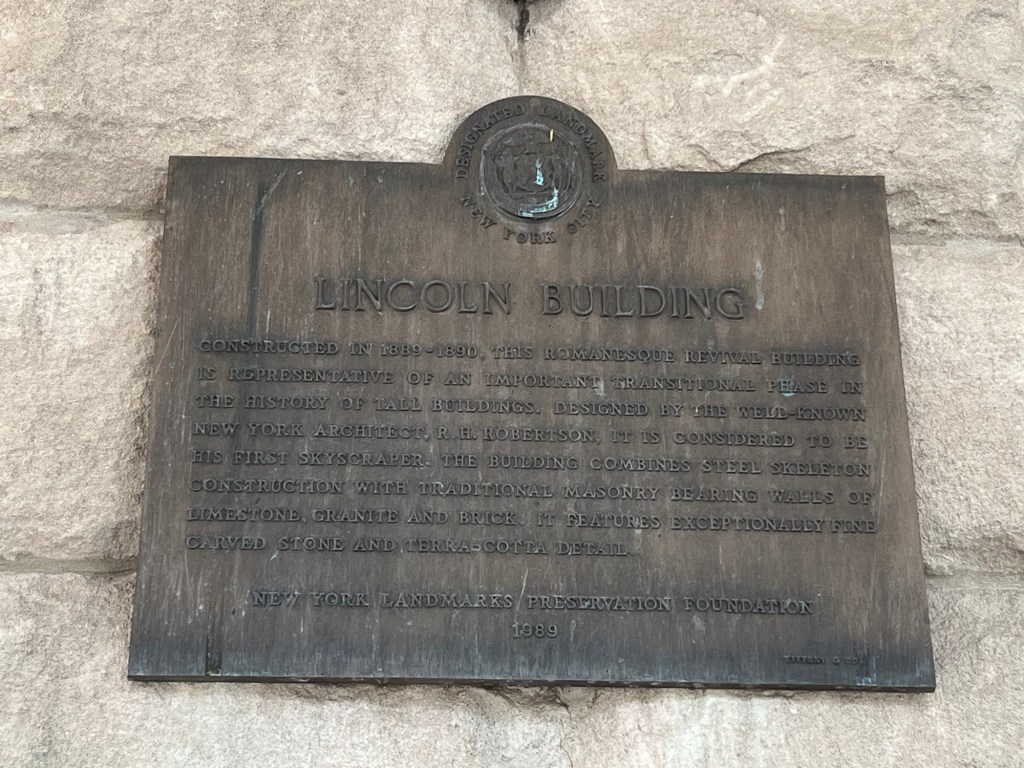 DESIGNATED LANDMARK
NEW YORK CITY
LINCOLN BUILDING
CONSTRUCTED IN 1889-1890, THIS ROMANESQUE REVIVAL BUILDING
IS REPRESENTATIVE OF AN IMPORTANT TRANSITIONAL PHASE IN
THE HISTORY OF TALL BUILDINGS. DESIGNED BY THE WELL-KNOWN
NEW YORK ARCHITECT, R.H. ROBERTSON, IT IS CONSIDERED TO BE
HIS FIRST SKYSCRAPER. THE BUILDING COMBINES STEEL SKELETON
CONSTRUCTION WITH TRADITIONAL MASONRY BEARING WALLS OF
LIMESTONE, GRANITE AND BRICK. IT FEATURES EXCEPTIONALLY FINE
CARVED STONE AND TERRA-COTTA DETAIL.
NEW YORK LANDMARKS PRESERVATION FOUNDATION
1989
TIFFANY & CO.